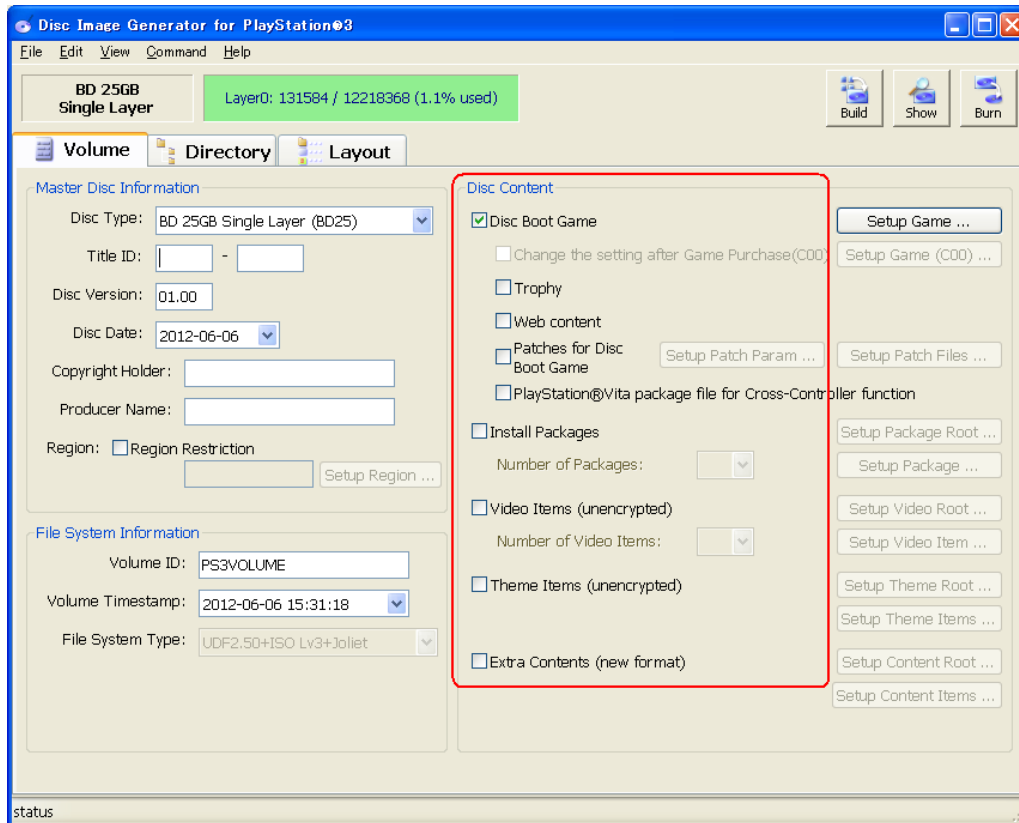 Disc Image Generator for PlayStation®3
File Edit View Command Help
BD 25GB
Single Layer
Layer0: 131584 / 12218368 (1.1% used)
Build
Show
Burn
Volume
Directory
Layout
Master Disc Information
Disc Type: BD 25GB Single Layer (BD25)
Title ID: -
Disc Version: 01.00
Disc Date: 2012-06-06
Copyright Holder:
Producer Name:
Region: Region Restriction
Setup Region ...
File System Information
Volume ID: PS3VOLUME
Volume Timestamp: 2012-06-06 15:31:18
File System Type: UDF2.50+ISO Lv3+Joliet
Disc Content
Disc Boot Game Setup Game ...
Change the setting after Game Purchase(C00) Setup Game (C00) ...
Trophy
Web content
Patches for Disc
Boot Game
Setup Patch Param ... Setup Patch Files ...
PlayStation®Vita package file for Cross-Controller function
Install Packages Setup Package Root ...
Number of Packages: Setup Package ...
Video Items (unencrypted) Setup Video Root ...
Number of Video Items: Setup Video Item ...
Theme Items (unencrypted) Setup Theme Root ...
Setup Theme Items ...
Extra Contents (new format) Setup Content Root ...
Setup Content Items ...
status